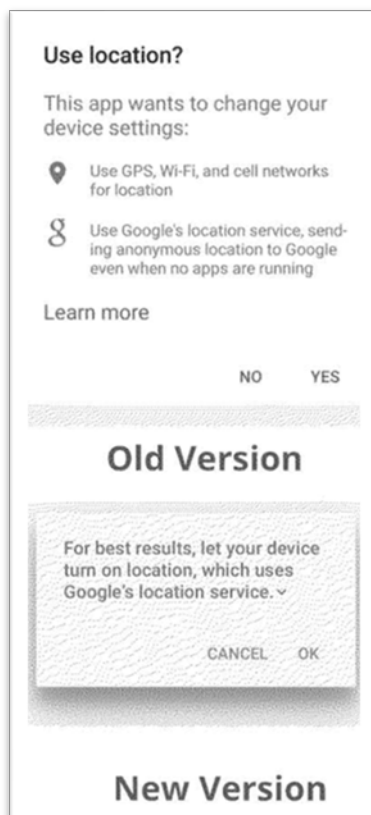 Use location?
This app wants to change your
device settings:
Use GPS, Wi-Fi, and cell networks
for location
g
Use Google's location service, send-
ing anonymous location to Google
even when no apps are running
Learn more
NO YES
Old Version
For best results, let your device
turn on location, which uses
Google's location service.
CANCEL OK
New Version